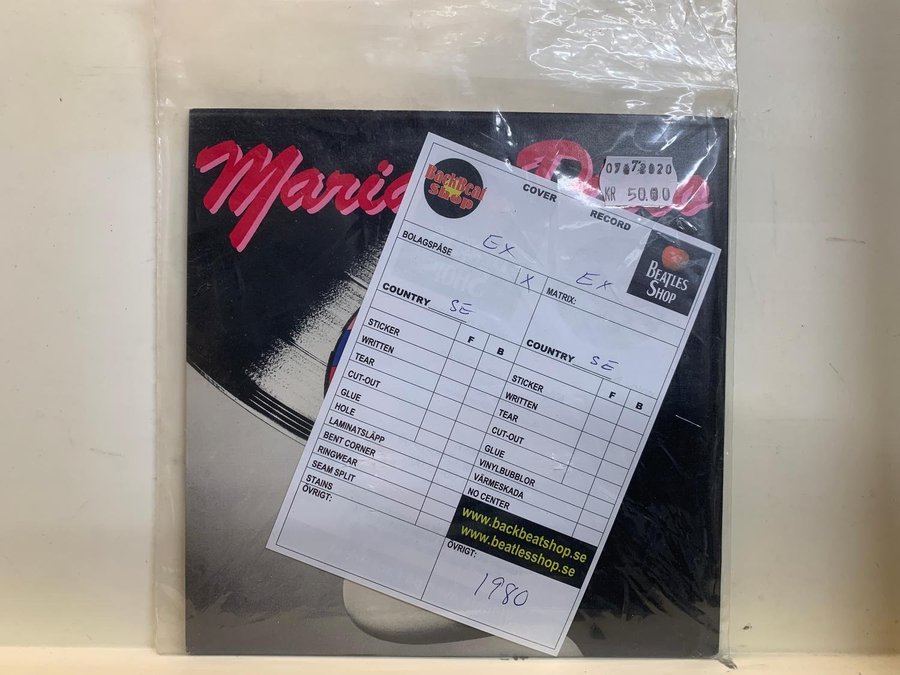 Maria
07 7 2020
KR 50.00
BackBeat
Shop
COVER
RECORD
EX
EX
BEATLES
SHOP
BOLAGSPÅSE
X
MATRIX:
COUNTRY SE
F B
STICKER
WRITTEN
TEAR
CUT-OUT
GLUE
HOLE
LAMINATSLÄPP
BENT CORNER
RINGWEAR
SEAM SPLIT
STAINS
ÖVRIGT:
COUNTRY SE
F B
STICKER
WRITTEN
TEAR
CUT-OUT
GLUE
VINYLBUBBLOR
VÄRMESKADA
NO CENTER
www.backbeatshop.se
www.beatlesshop.se
ÖVRIGT:
1980